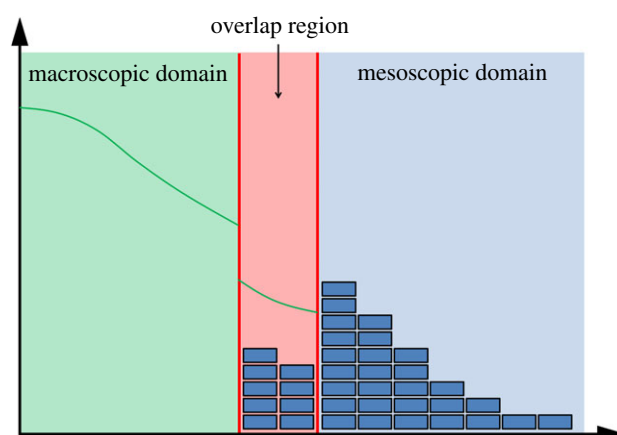 overlap region
macroscopic domain
mesoscopic domain